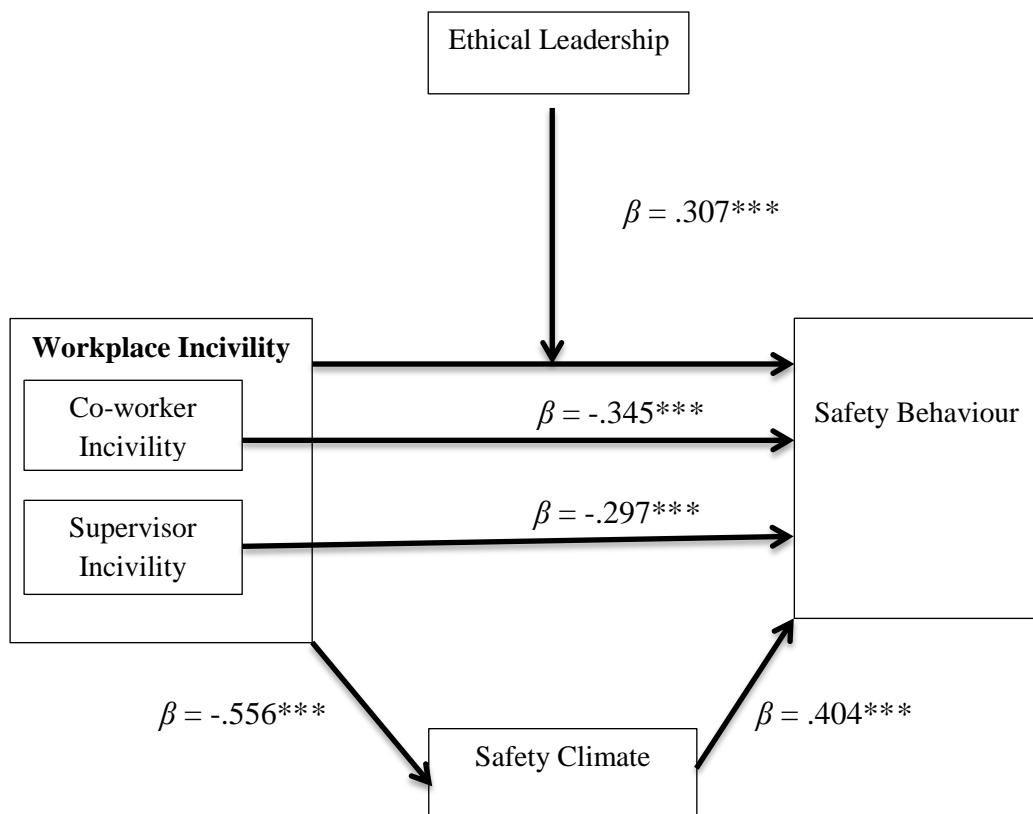 Ethical Leadership
β = .307***
Workplace Incivility
Co-worker
Incivility
β = -.345***
Safety Behaviour
Supervisor
Incivility
β = -.297***
β = -.556***
β = .404***
Safety Climate